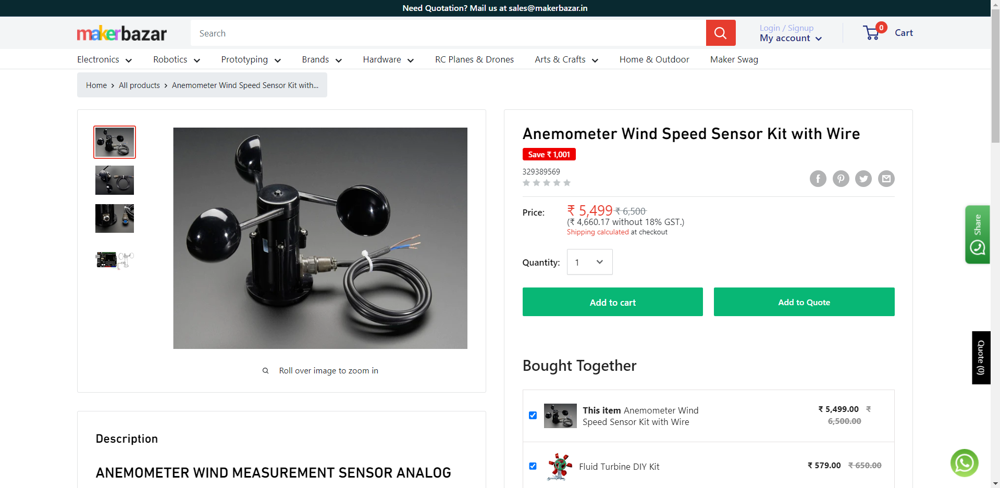 Need Quotation? Mail us at sales@makerbazar.in
makerbazar
Search
Login / Signup
My account
0
Cart
Electronics
Robotics
Prototyping
Brands
Hardware
RC Planes & Drones
Arts & Crafts
Home & Outdoor
Maker Swag
Home
All products
Anemometer Wind Speed Sensor Kit with...
Roll over image to zoom in
Description
ANEMOMETER WIND MEASUREMENT SENSOR ANALOG
Anemometer Wind Speed Sensor Kit with Wire
Save ₹ 1,001
329389569
Price:
₹ 5,499 ₹ 6,500
(₹ 4,660.17 without 18% GST.)
Shipping calculated at checkout
Quantity:
1
Add to cart
Add to Quote
Bought Together
This item Anemometer Wind
Speed Sensor Kit with Wire
₹ 5,499.00 ₹
6,500.00
Fluid Turbine DIY Kit
₹ 579.00 ₹ 650.00
Share
Quote (0)